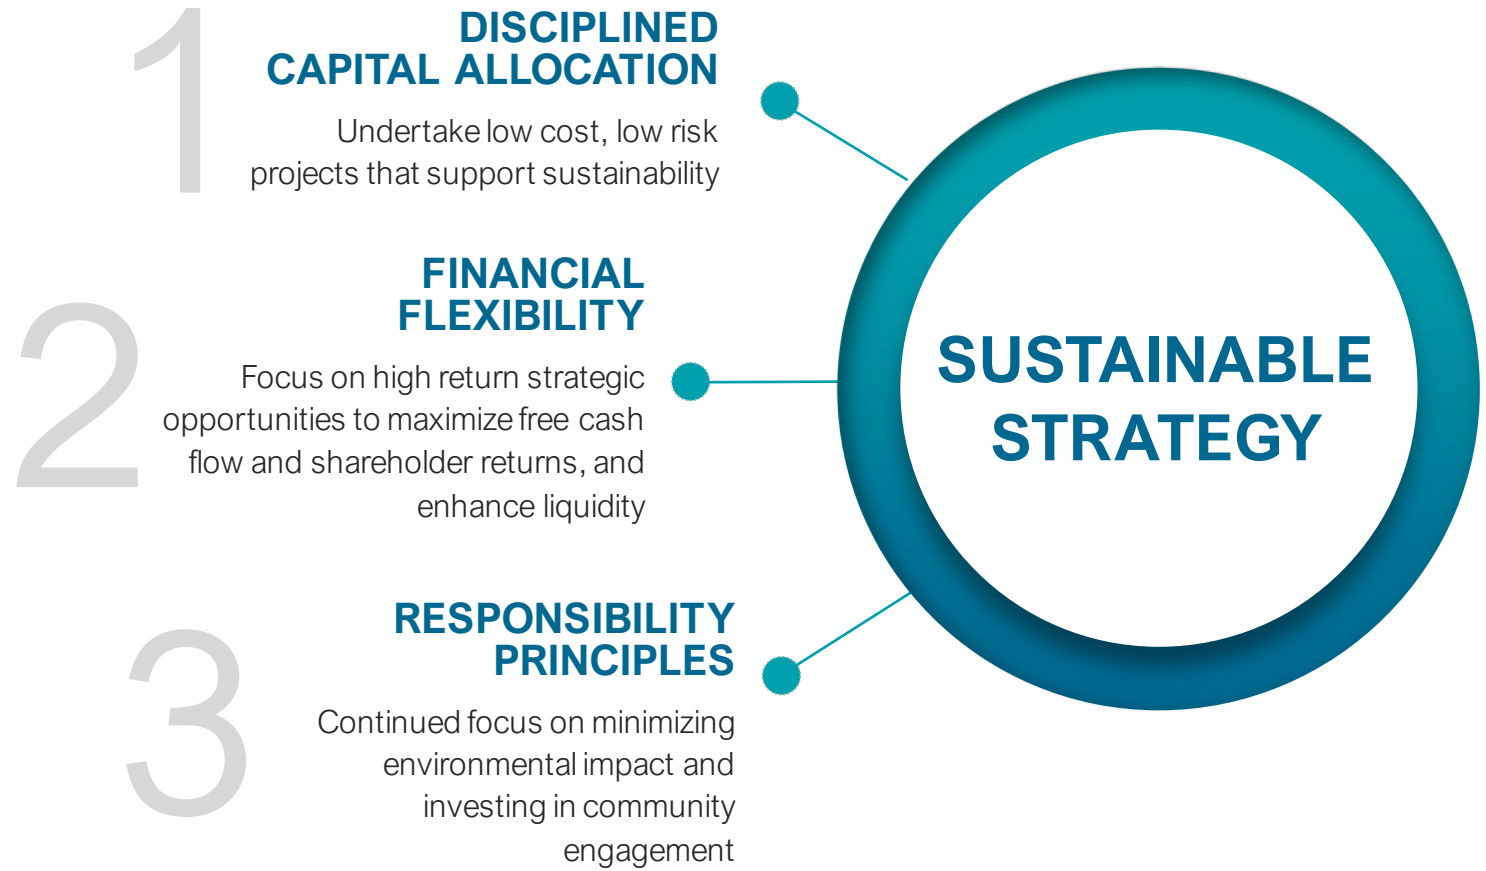 1
DISCIPLINED
CAPITAL ALLOCATION
Undertake low cost, low risk
projects that support sustainability
2
FINANCIAL
FLEXIBILITY
Focus on high return strategic
opportunities to maximize free cash
flow and shareholder returns, and
enhance liquidity
3
RESPONSIBILITY
PRINCIPLES
Continued focus on minimizing
environmental impact and
investing in community
engagement
SUSTAINABLE
STRATEGY